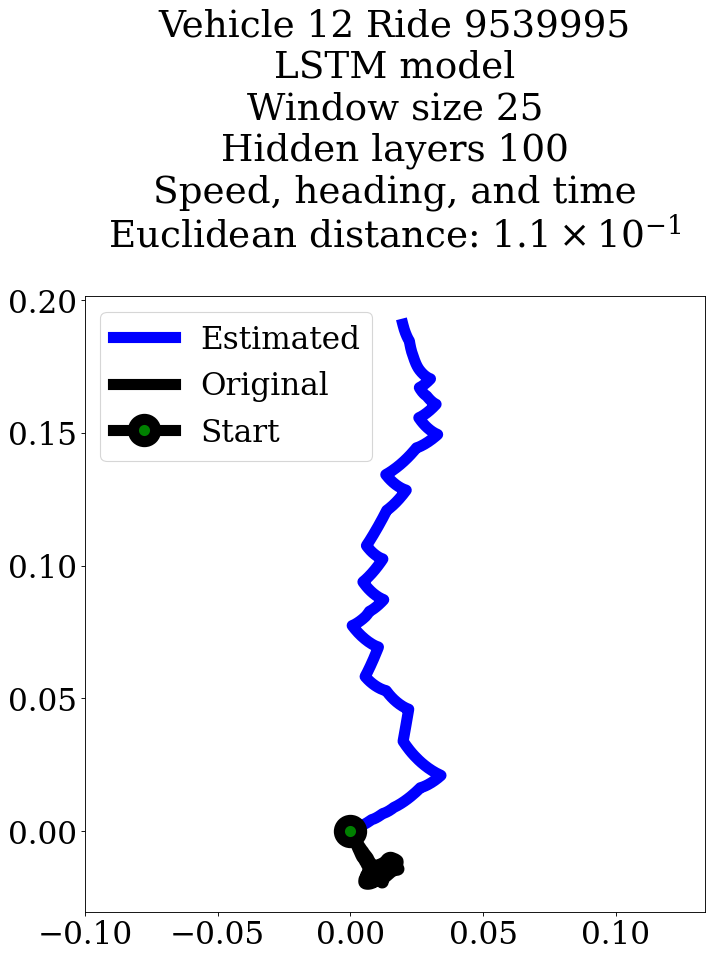 Vehicle 12 Ride 9539995
LSTM model
Window size 25
Hidden layers 100
Speed, heading, and time
Euclidean distance: 1.1 × 10⁻¹
Estimated
Original
Start
0.20
0.15
0.10
0.05
0.00
−0.10 −0.05 0.00 0.05 0.10